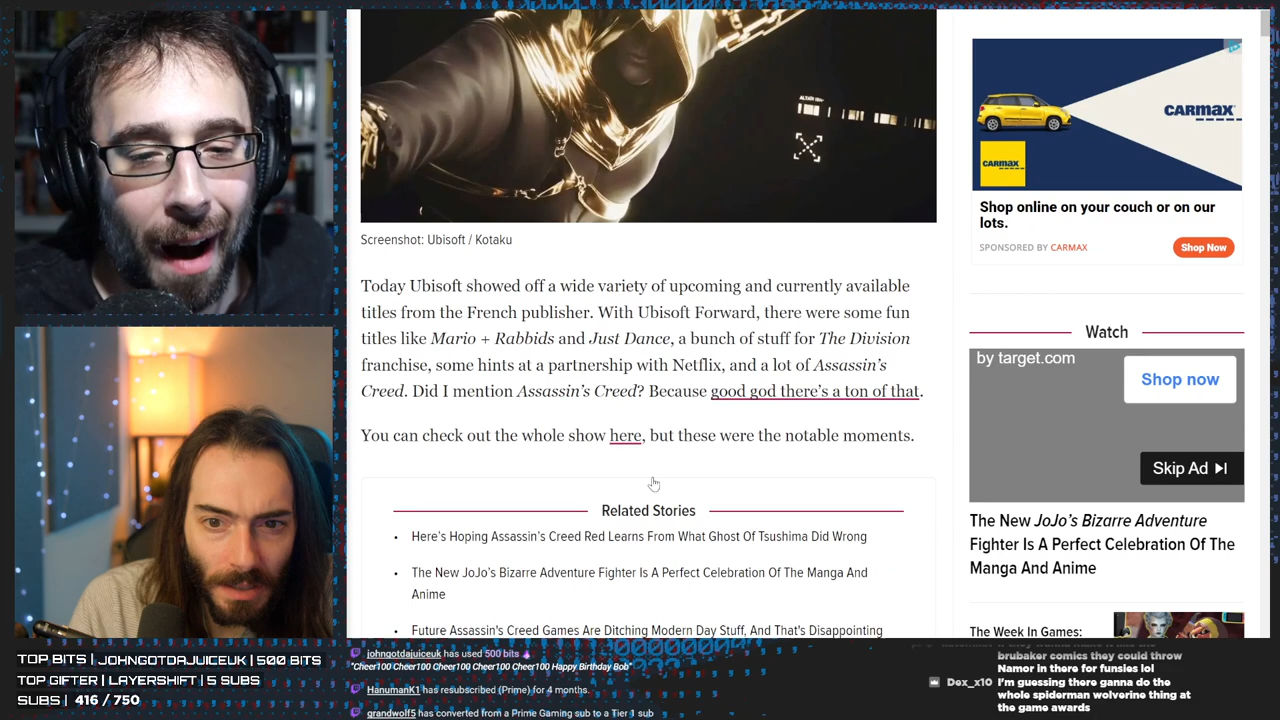 ALTAIR
Screenshot: Ubisoft / Kotaku
Today Ubisoft showed off a wide variety of upcoming and currently available
titles from the French publisher. With Ubisoft Forward, there were some fun
titles like Mario + Rabbids and Just Dance, a bunch of stuff for The Division
franchise, some hints at a partnership with Netflix, and a lot of Assassin's
Creed. Did I mention Assassin's Creed? Because good god there's a ton of that.
You can check out the whole show here, but these were the notable moments.
Related Stories
• Here's Hoping Assassin's Creed Red Learns From What Ghost Of Tsushima Did Wrong
• The New JoJo's Bizarre Adventure Fighter Is A Perfect Celebration Of The Manga And
Anime
• Future Assassin's Creed Games Are Ditching Modern Day Stuff, And That's Disappointing
CARMAX
CARMAX
Shop online on your couch or on our
lots.
SPONSORED BY CARMAX
Shop Now
Watch
by target.com
Shop now
Skip Ad
The New JoJo's Bizarre Adventure
Fighter Is A Perfect Celebration Of The
Manga And Anime
The Week In Games:
TOP BITS | JOHNGOTDAJUICEUK | 500 BITS
TOP GIFTER | LAYERSHIFT | 5 SUBS
SUBS | 416 / 750
johngotdajuiceuk has used 500 bits
"Cheer100 Cheer100 Cheer100 Cheer100 Cheer100 Happy Birthday Bob"
HanumanK1 has resubscribed (Prime) for 4 months.
grandwolf5 has converted from a Prime Gaming sub to a Tier 1 sub
brubaker comics they could throw
Namor in there for funsies lol
Dex_x10 I'm guessing there ganna do the
whole spiderman wolverine thing at
the game awards